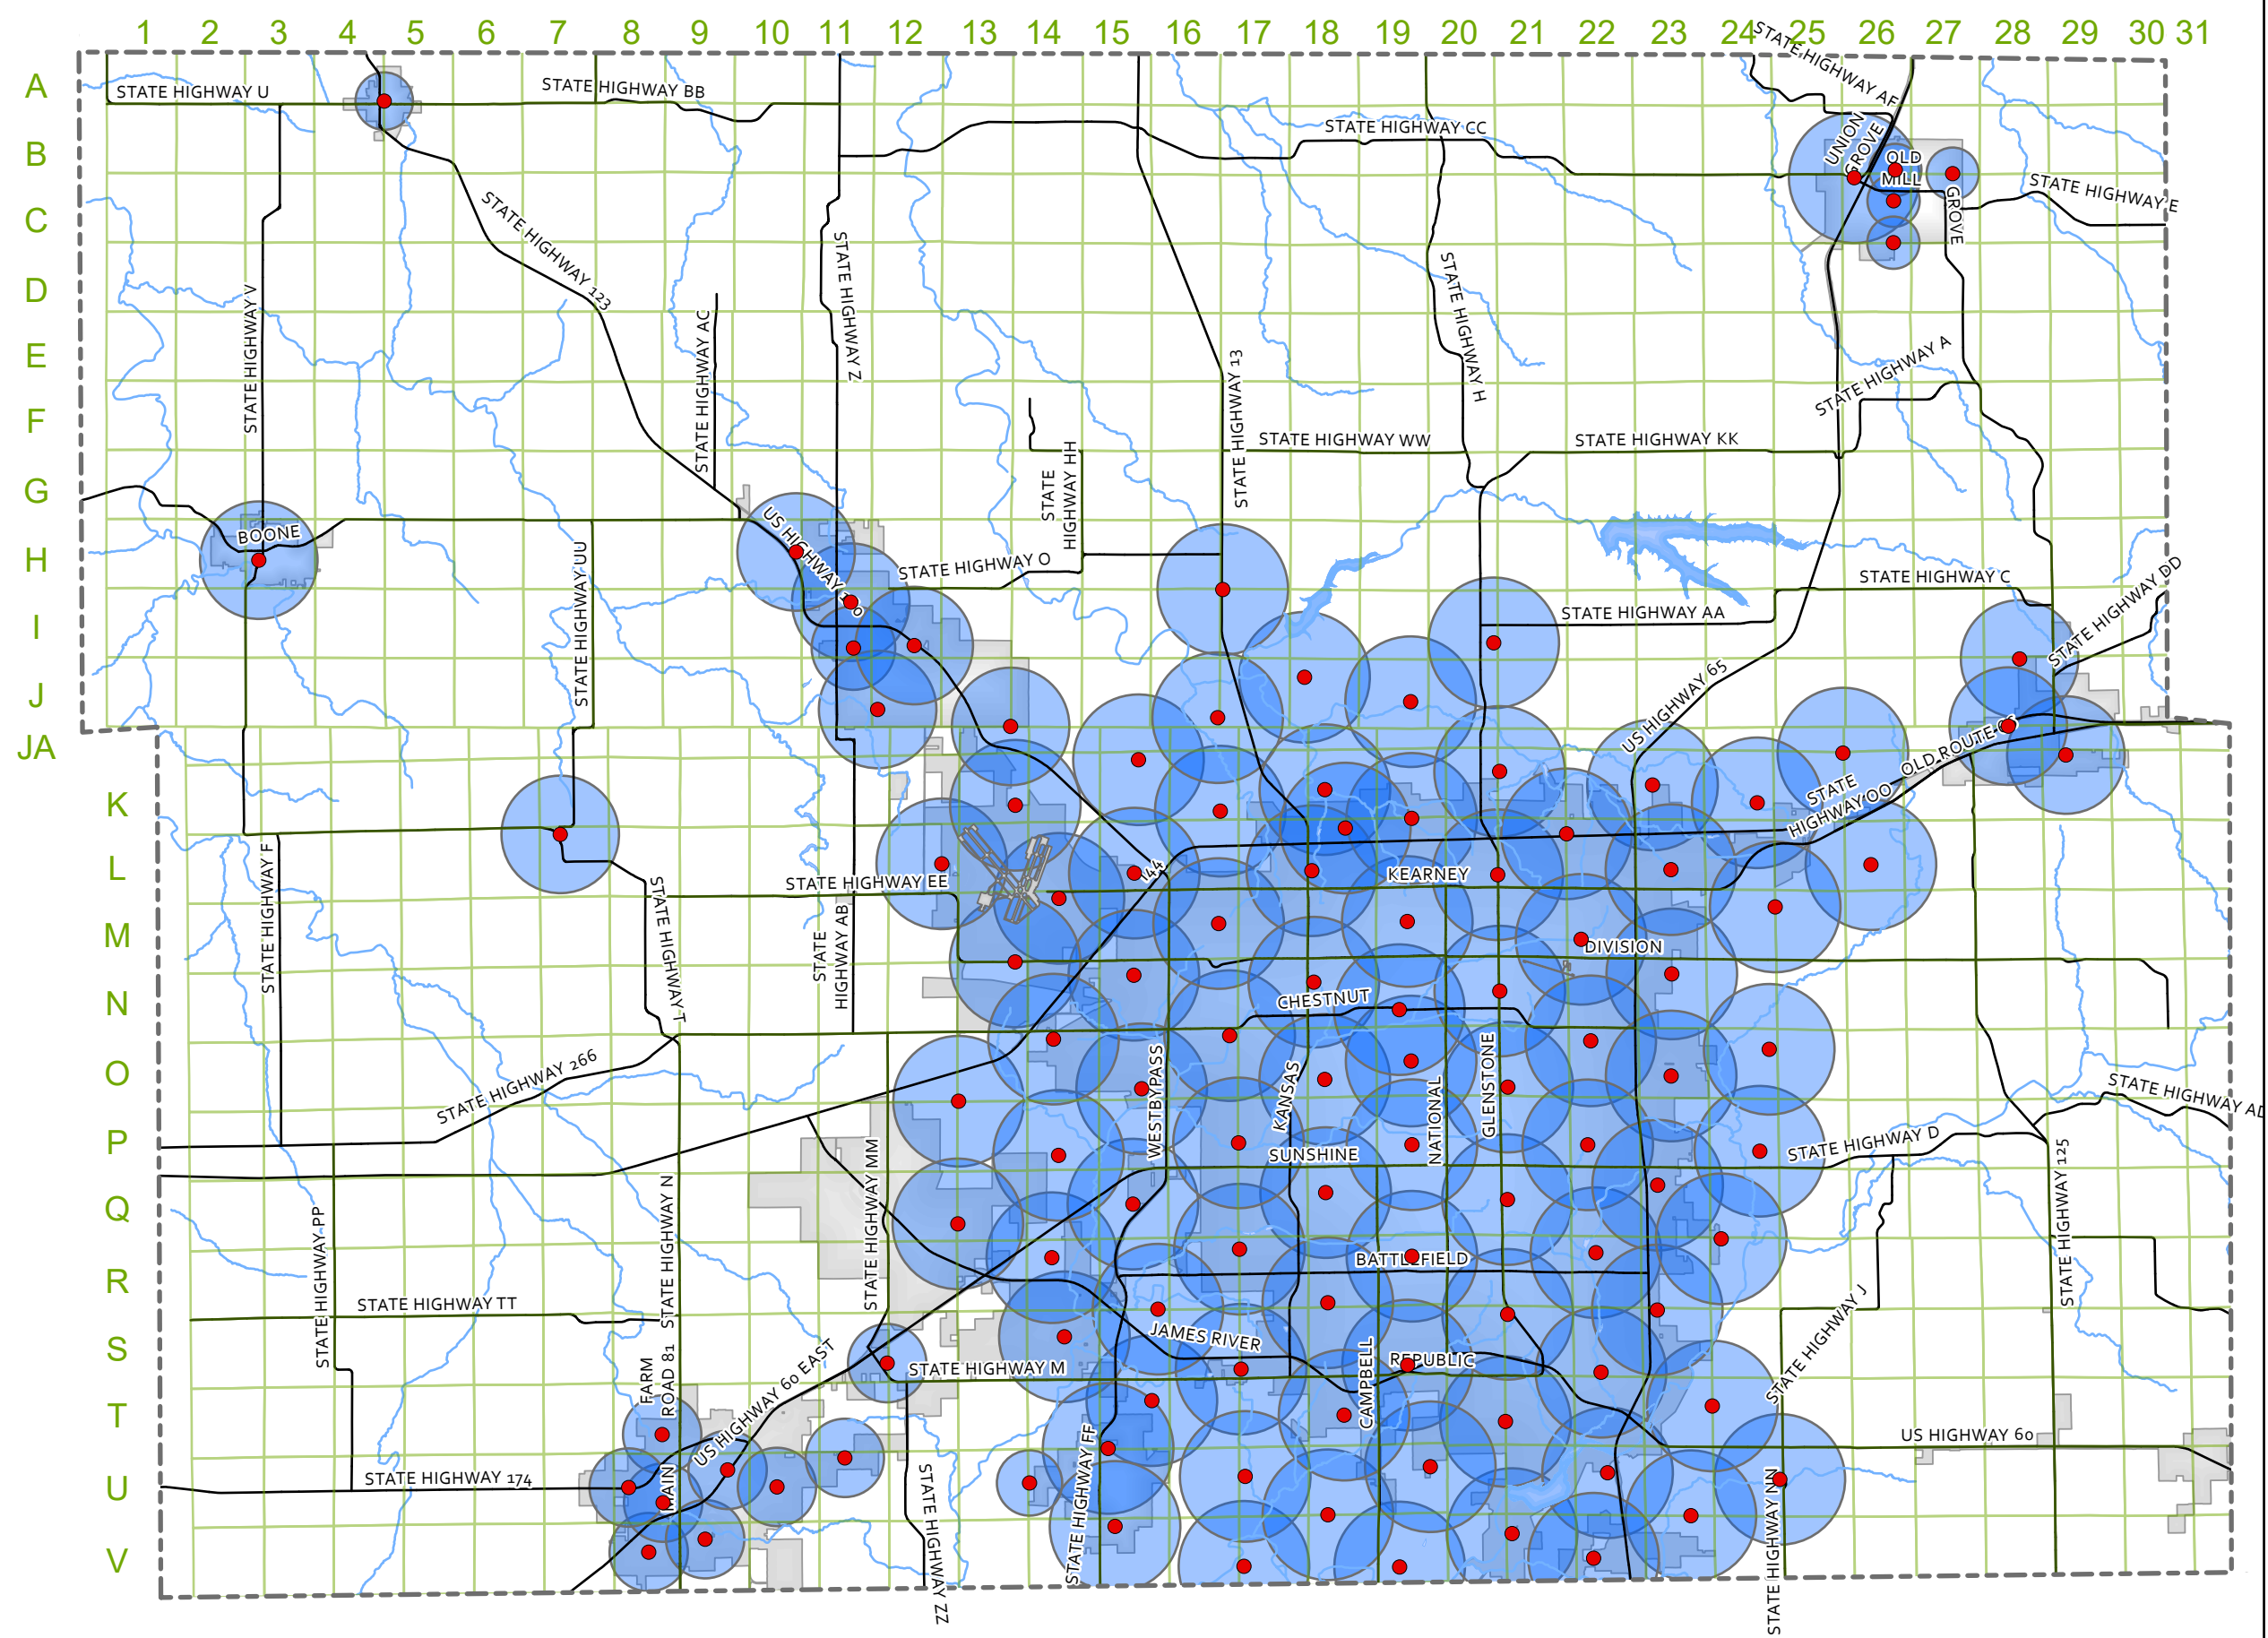 1 2 3 4 5 6 7 8 9 10 11 12 13 14 15 16 17 18 19 20 21 22 23 24 25 26 27 28 29 30 31
STATE HIGHWAY AF
A
STATE HIGHWAY U
STATE HIGHWAY BB
STATE HIGHWAY CC
UNION
GROVE
OLD
MILL
B
STATE HIGHWAY E
GROVE
C
STATE HIGHWAY 123
STATE HIGHWAY Z
STATE HIGHWAY H
D
STATE HIGHWAY V
STATE HIGHWAY AC
E
STATE HIGHWAY 13
STATE HIGHWAY A
F
STATE HIGHWAY WW
STATE HIGHWAY KK
G
STATE
HIGHWAY HH
BOONE
US HIGHWAY
H
STATE HIGHWAY O
STATE HIGHWAY C
STATE HIGHWAY DD
STATE HIGHWAY UU
I
STATE HIGHWAY AA
J
US HIGHWAY 65
JA
OLD ROUTE
STATE
HIGHWAY OO
K
STATE HIGHWAY F
L
I 44
KEARNEY
STATE HIGHWAY EE
STATE HIGHWAY T
STATE
HIGHWAY AB
M
DIVISION
N
CHESTNUT
O
STATE HIGHWAY 266
WESTBYPASS
KANSAS
NATIONAL
GLENSTONE
STATE HIGHWAY AD
P
SUNSHINE
STATE HIGHWAY D
STATE HIGHWAY 125
STATE HIGHWAY PP
STATE HIGHWAY N
STATE HIGHWAY MM
Q
BATTLEFIELD
R
STATE HIGHWAY TT
STATE HIGHWAY J
JAMES RIVER
REPUBLIC
CAMPBELL
S
STATE HIGHWAY M
FARM
ROAD 81
US HIGHWAY 60 EAST
T
STATE HIGHWAY FF
US HIGHWAY 60
U
STATE HIGHWAY 174
MAIN
STATE HIGHWAY ZZ
STATE HIGHWAY NN
V